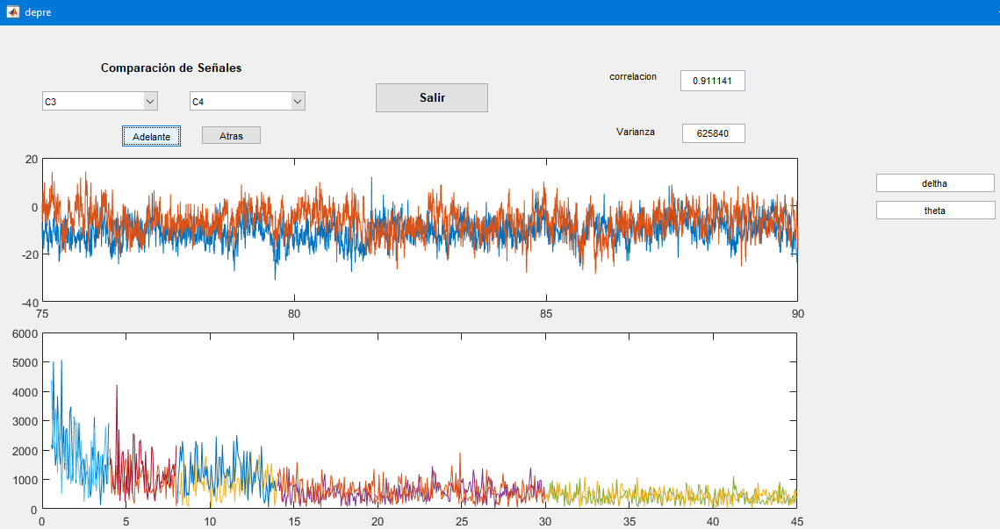 depre
Comparación de Señales
correlacion
0.911141
C3
C4
Salir
Adelante
Atras
Varianza
625840
20
0
-20
-40
75
80
85
90
deltha
theta
6000
5000
4000
3000
2000
1000
0
0
5
10
15
20
25
30
35
40
45